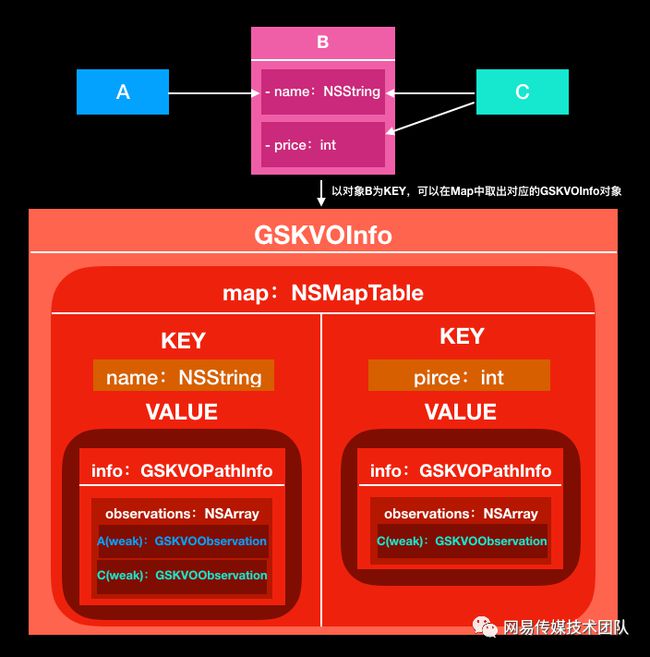 B
A
- name：NSString
C
- price：int
以对象B为KEY，可以在Map中取出对应的GSKVOInfo对象
GSKVOInfo
map：NSMapTable
KEY
name：NSString
VALUE
info：GSKVOPathInfo
observations：NSArray
A(weak)：GSKVOObservation
C(weak)：GSKVOObservation
KEY
pirce：int
VALUE
info：GSKVOPathInfo
observations：NSArray
C(weak)：GSKVOObservation
网易传媒技术团队